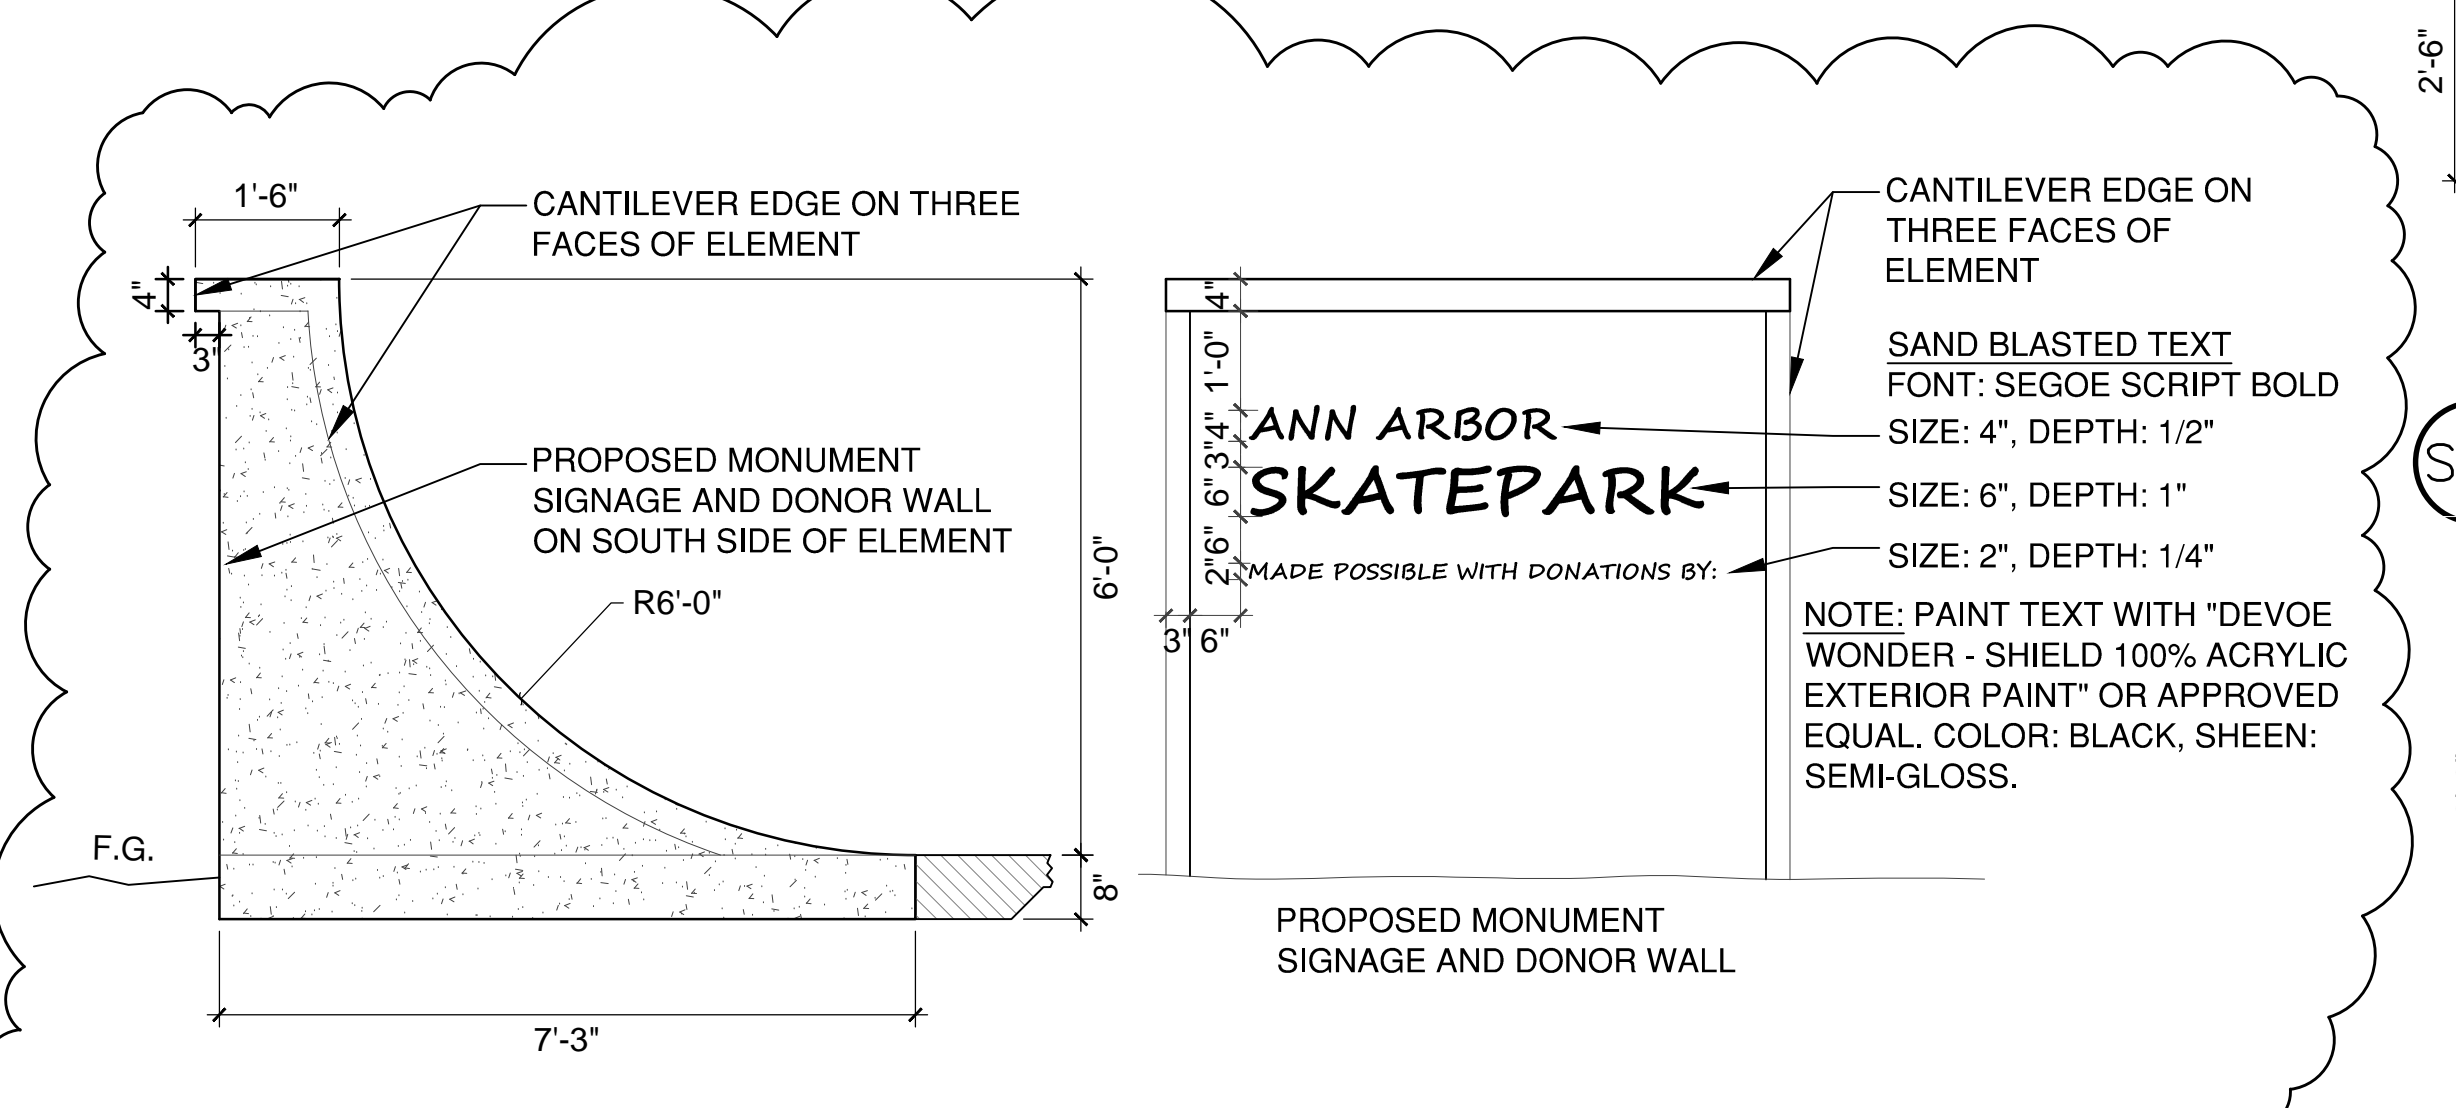 1'-6"
CANTILEVER EDGE ON THREE
FACES OF ELEMENT
4"
3"
PROPOSED MONUMENT
SIGNAGE AND DONOR WALL
ON SOUTH SIDE OF ELEMENT
R6'-0"
6'-0"
F.G.
8"
7'-3"
CANTILEVER EDGE ON
THREE FACES OF
ELEMENT
4"
1'-0"
4"
3"
6"
6"
2"
3" 6"
ANN ARBOR
SKATEPARK
MADE POSSIBLE WITH DONATIONS BY:
SAND BLASTED TEXT
FONT: SEGOE SCRIPT BOLD
SIZE: 4", DEPTH: 1/2"
SIZE: 6", DEPTH: 1"
SIZE: 2", DEPTH: 1/4"
NOTE: PAINT TEXT WITH "DEVOE
WONDER - SHIELD 100% ACRYLIC
EXTERIOR PAINT" OR APPROVED
EQUAL. COLOR: BLACK, SHEEN:
SEMI-GLOSS.
PROPOSED MONUMENT
SIGNAGE AND DONOR WALL
2'-6"